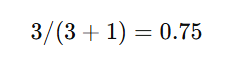 3/(3 + 1) = 0.75